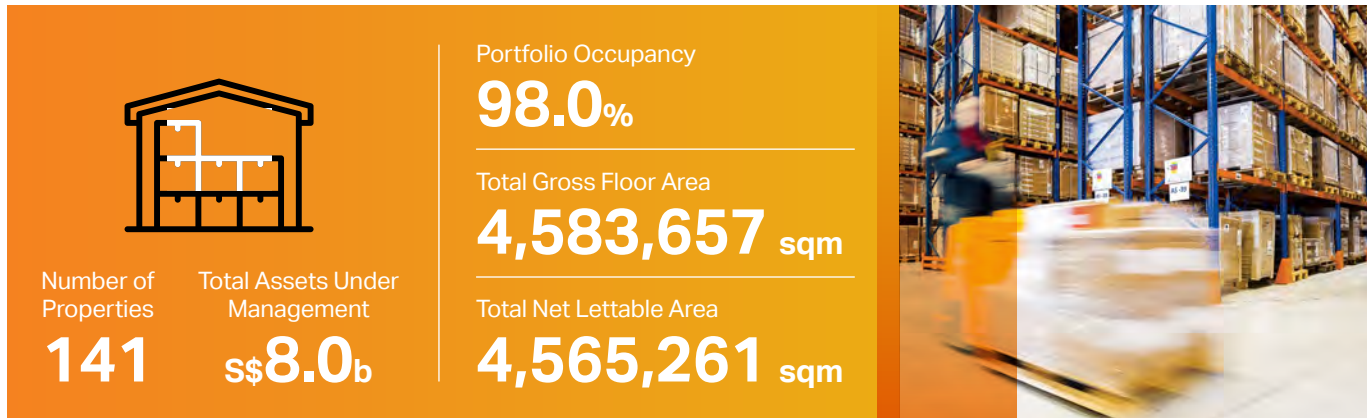 Number of
Properties
141
Total Assets Under
Management
S$8.0b
Portfolio Occupancy
98.0%
Total Gross Floor Area
4,583,657 sqm
Total Net Lettable Area
4,565,261 sqm